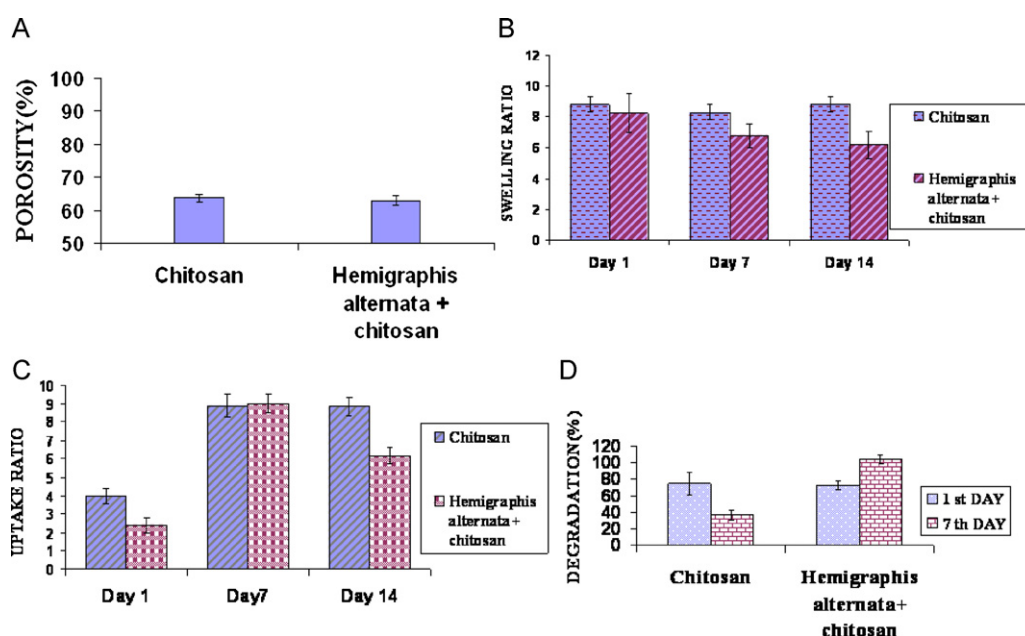 A
POROSITY(%)
100
90
80
70
60
50
Chitosan
Hemigraphis
alternata +
chitosan
B
SWELLING RATIO
12
10
8
6
4
2
0
Day 1
Day 7
Day 14
Chitosan
Hemigraphis
alternata+
chitosan
C
UPTAKE RATIO
10
9
8
7
6
5
4
3
2
1
0
Day 1
Day7
Day 14
Chitosan
Hemigraphis
alternata+
chitosan
D
DEGRADATION(%)
120
100
80
60
40
20
0
Chitosan
Hemigraphis
alternata+
chitosan
1 st DAY
7 th DAY